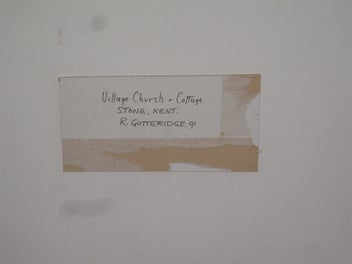 Village Church + Cottage
STONE, KENT.
R. GUTTERIDGE '91